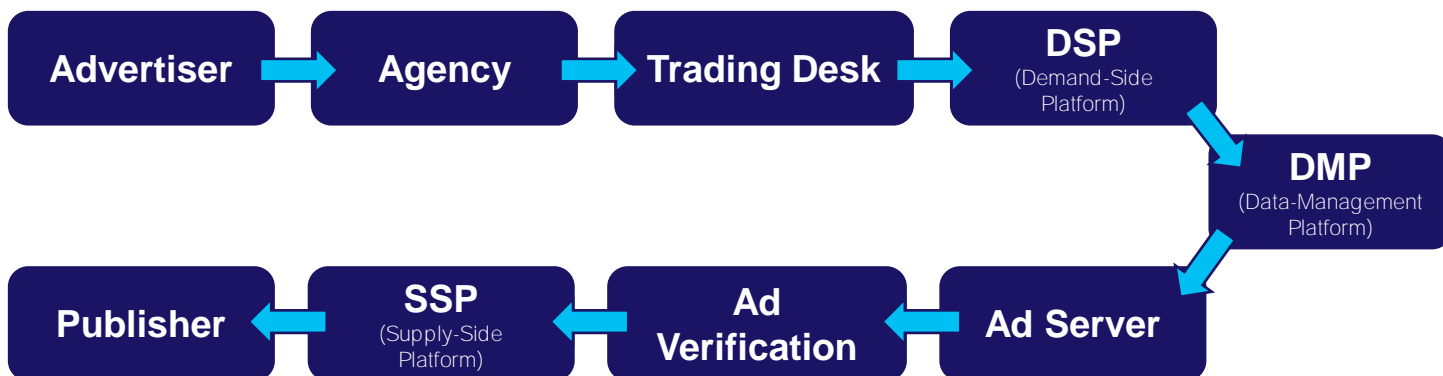 Advertiser
Agency
Trading Desk
DSP
(Demand-Side
Platform)
DMP
(Data-Management
Platform)
Ad Server
Ad
Verification
SSP
(Supply-Side
Platform)
Publisher